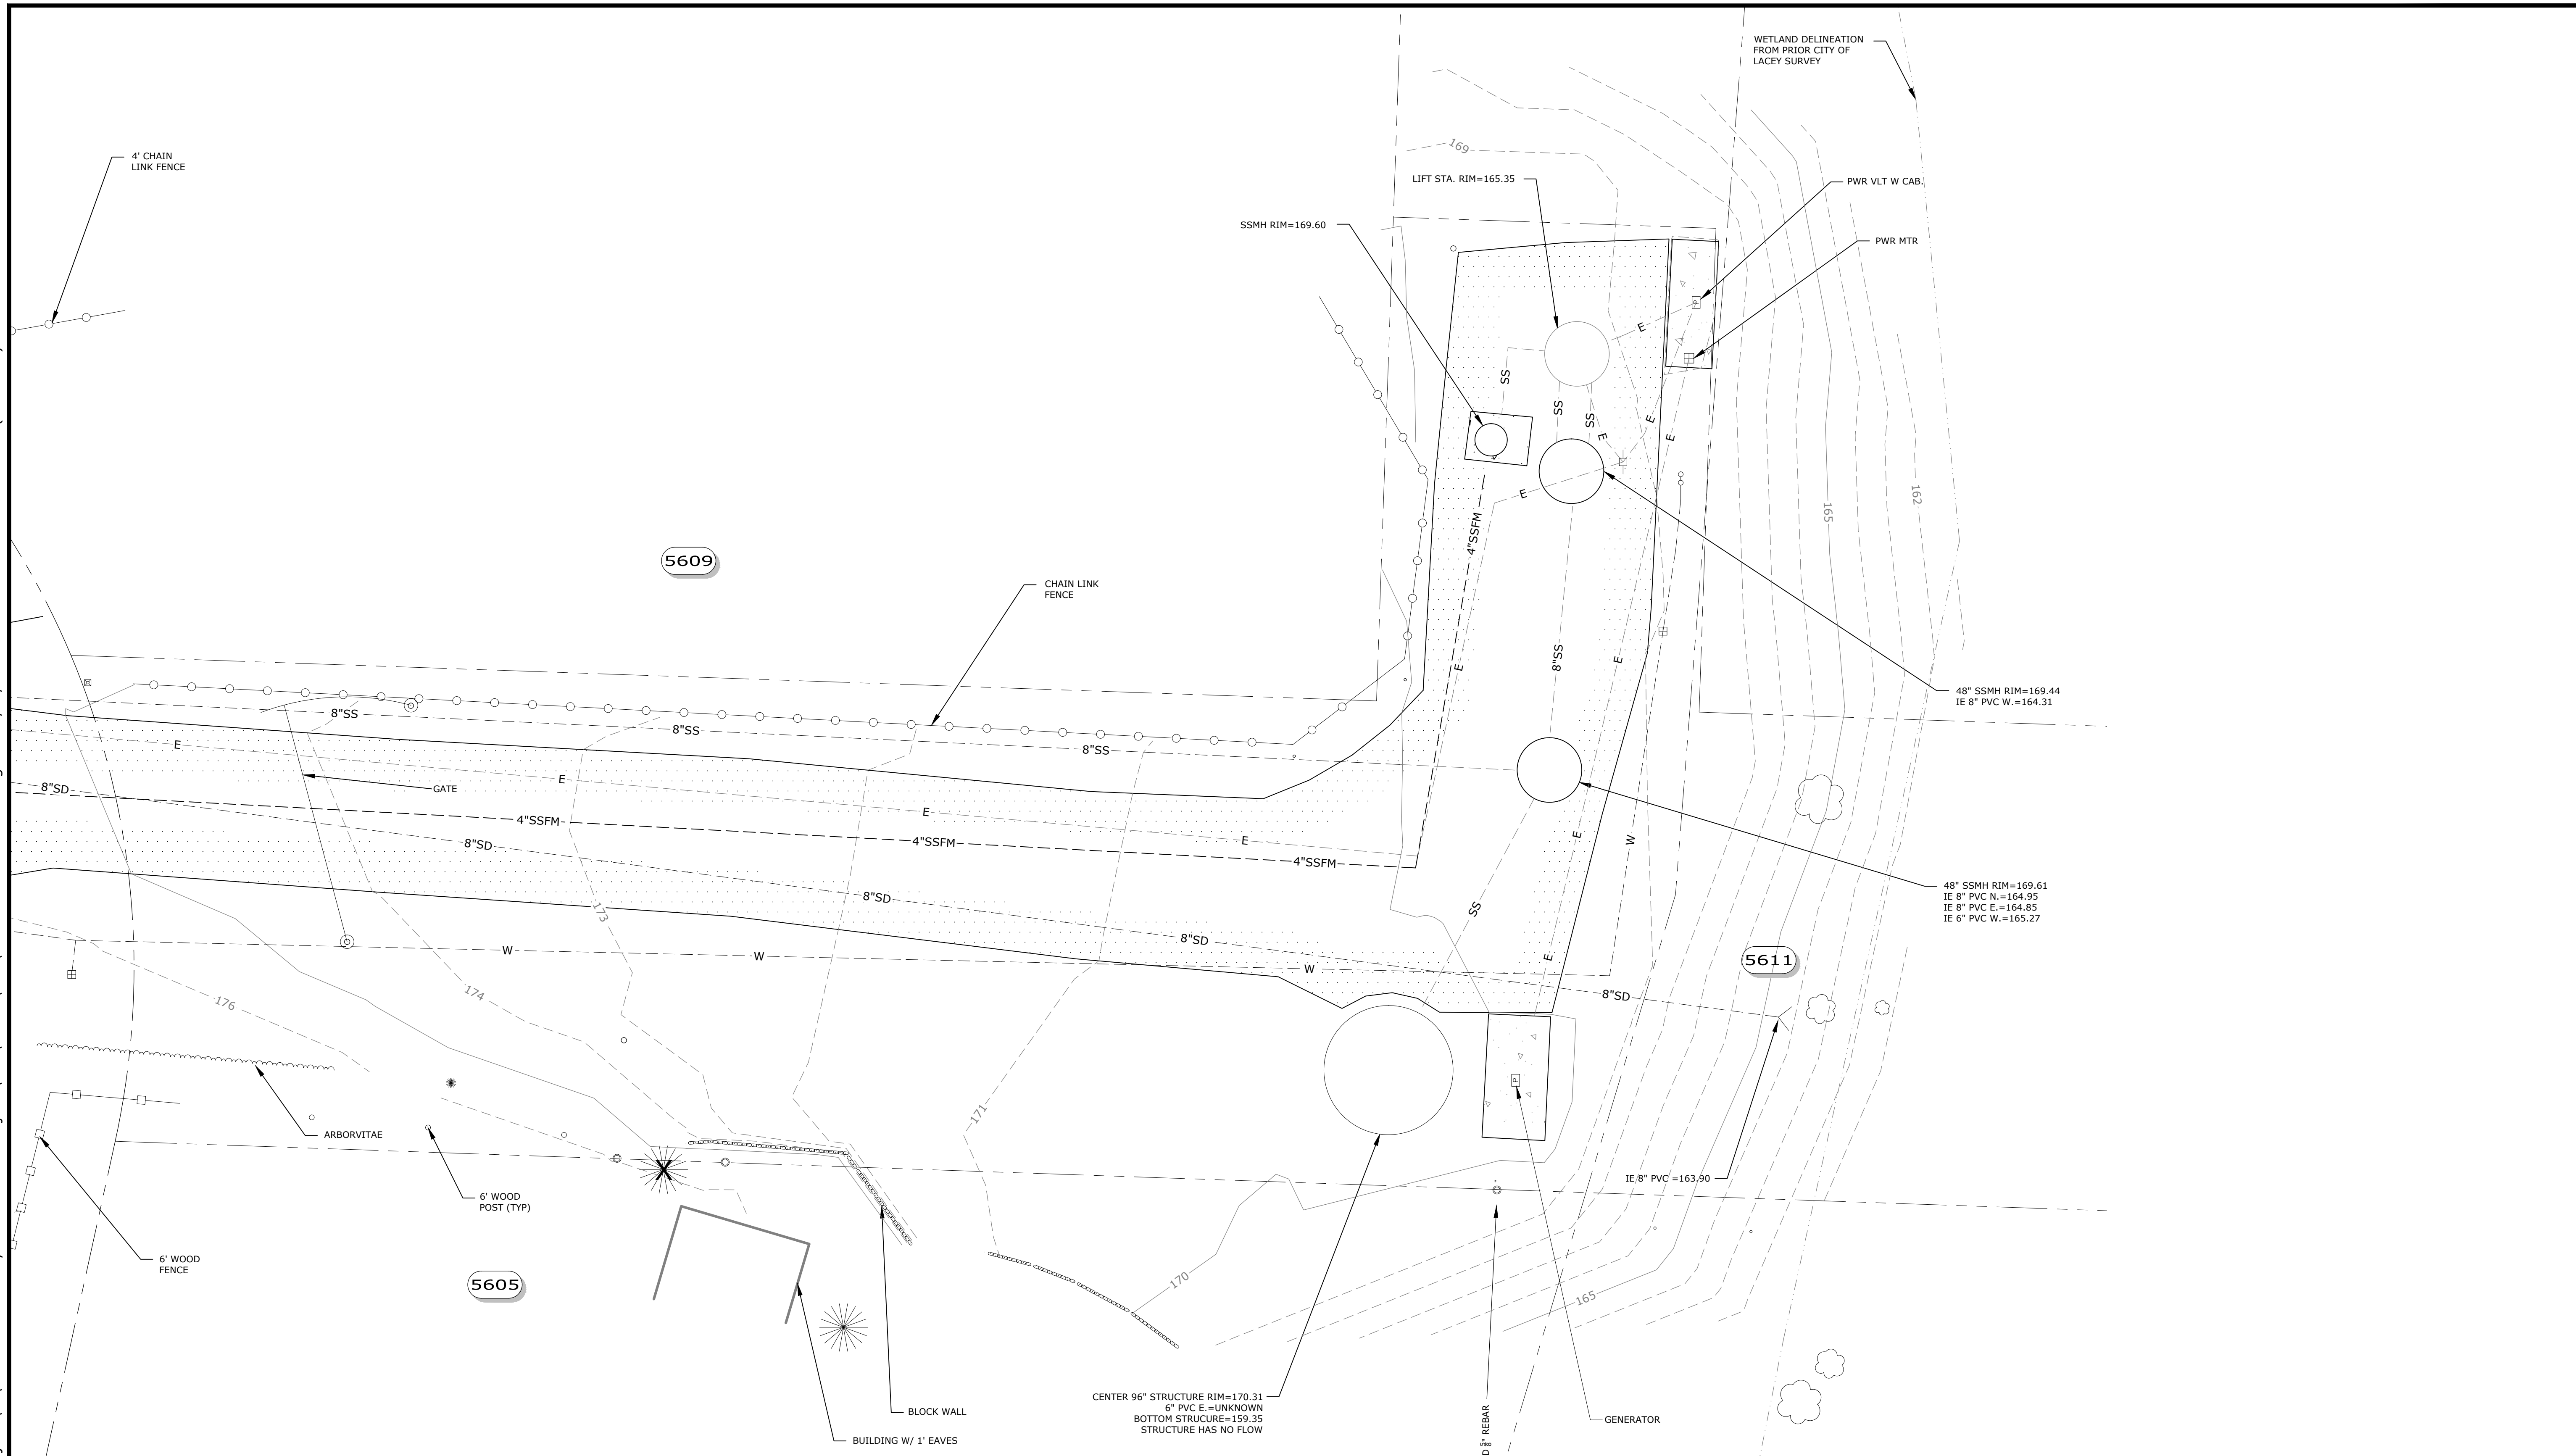 WETLAND DELINEATION
FROM PRIOR CITY OF
LACEY SURVEY
4' CHAIN
LINK FENCE
169
LIFT STA. RIM=165.35
PWR VLT W CAB.
SSMH RIM=169.60
PWR MTR
P
E
SS
SS
SS
E
E
E
E
162
165
4"SSFM
5609
CHAIN LINK
FENCE
8"SS
E
E
48" SSMH RIM=169.44
IE 8" PVC W.=164.31
8"SS
8"SS
8"SS
E
E
8"SD
GATE
E
4"SSFM
E
E
W
4"SSFM
4"SSFM
8"SD
48" SSMH RIM=169.61
IE 8" PVC N.=164.95
IE 8" PVC E.=164.85
IE 6" PVC W.=165.27
8"SD
173
SS
8"SD
W
W
E
W
5611
174
176
8"SD
P
171
ARBORVITAE
IE 8" PVC =163.90
6' WOOD
POST (TYP)
6' WOOD
FENCE
5605
170
165
CENTER 96" STRUCTURE RIM=170.31
6" PVC E.=UNKNOWN
BOTTOM STRUCURE=159.35
STRUCTURE HAS NO FLOW
BLOCK WALL
GENERATOR
BUILDING W/ 1' EAVES
D 5/8" REBAR